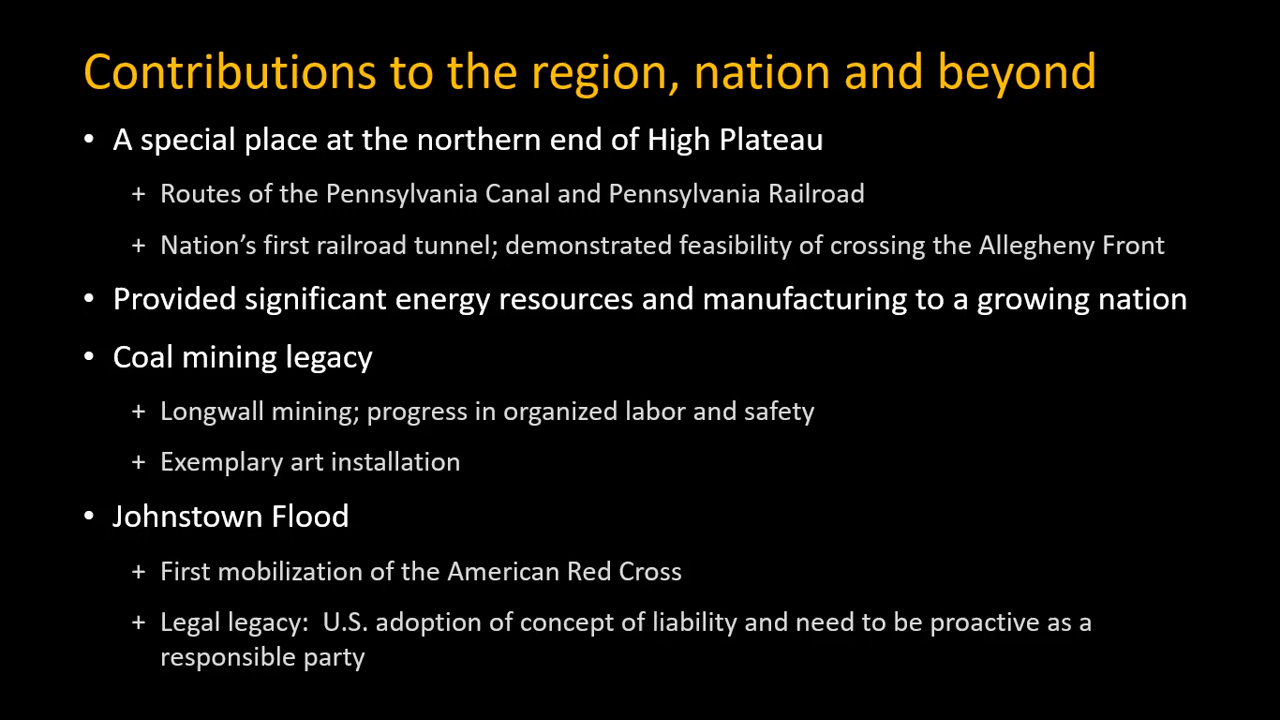 Contributions to the region, nation and beyond
• A special place at the northern end of High Plateau
+ Routes of the Pennsylvania Canal and Pennsylvania Railroad
+ Nation’s first railroad tunnel; demonstrated feasibility of crossing the Allegheny Front
• Provided significant energy resources and manufacturing to a growing nation
• Coal mining legacy
+ Longwall mining; progress in organized labor and safety
+ Exemplary art installation
• Johnstown Flood
+ First mobilization of the American Red Cross
+ Legal legacy:  U.S. adoption of concept of liability and need to be proactive as a
responsible party